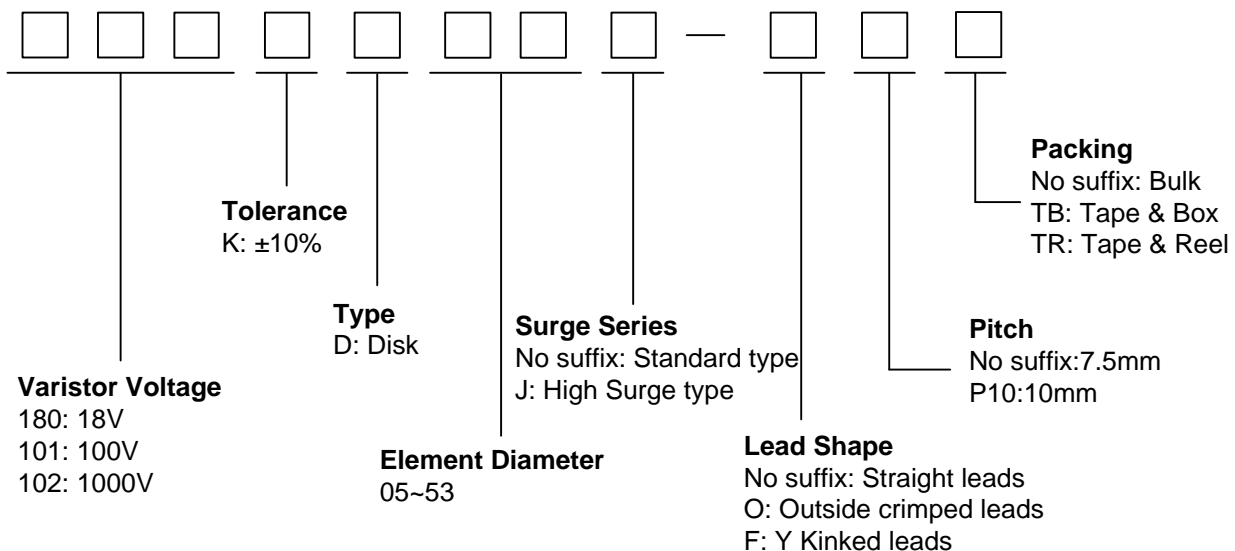 Packing
No suffix: Bulk
TB: Tape & Box
TR: Tape & Reel
Tolerance
K: ±10%
Type
D: Disk
Surge Series
No suffix: Standard type
J: High Surge type
Pitch
No suffix:7.5mm
P10:10mm
Varistor Voltage
180: 18V
101: 100V
102: 1000V
Element Diameter
05~53
Lead Shape
No suffix: Straight leads
O: Outside crimped leads
F: Y Kinked leads